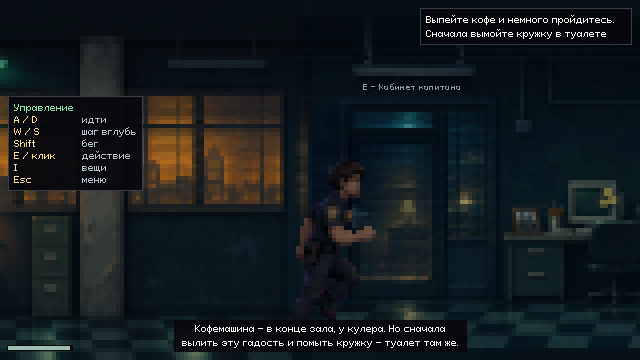 Выпейте кофе и немного пройдитесь.
Сначала вымойте кружку в туалете
E - Кабинет капитана
Управление
A / D идти
W / S шаг вглубь
Shift бег
E / клик действие
I вещи
Esc меню
Кофемашина – в конце зала, у кулера. Но сначала
вылить эту гадость и помыть кружку – туалет там же.